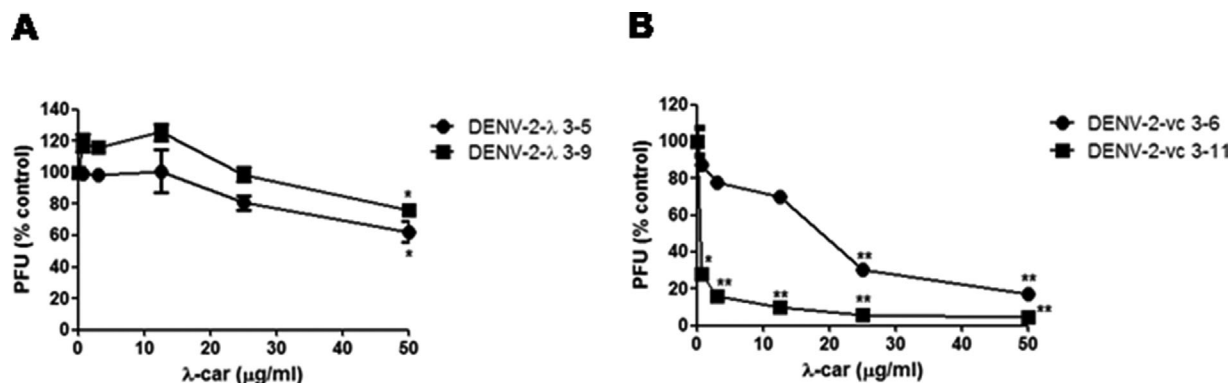 A
140
120
100
80
60
40
20
0
PFU (% control)
0 10 20 30 40 50
λ-car (μg/ml)
DENV-2-λ 3-5
DENV-2-λ 3-9
*
*
B
120
100
80
60
40
20
0
PFU (% control)
0 10 20 30 40 50
λ-car (μg/ml)
DENV-2-vc 3-6
DENV-2-vc 3-11
** **
* ** ** ** **